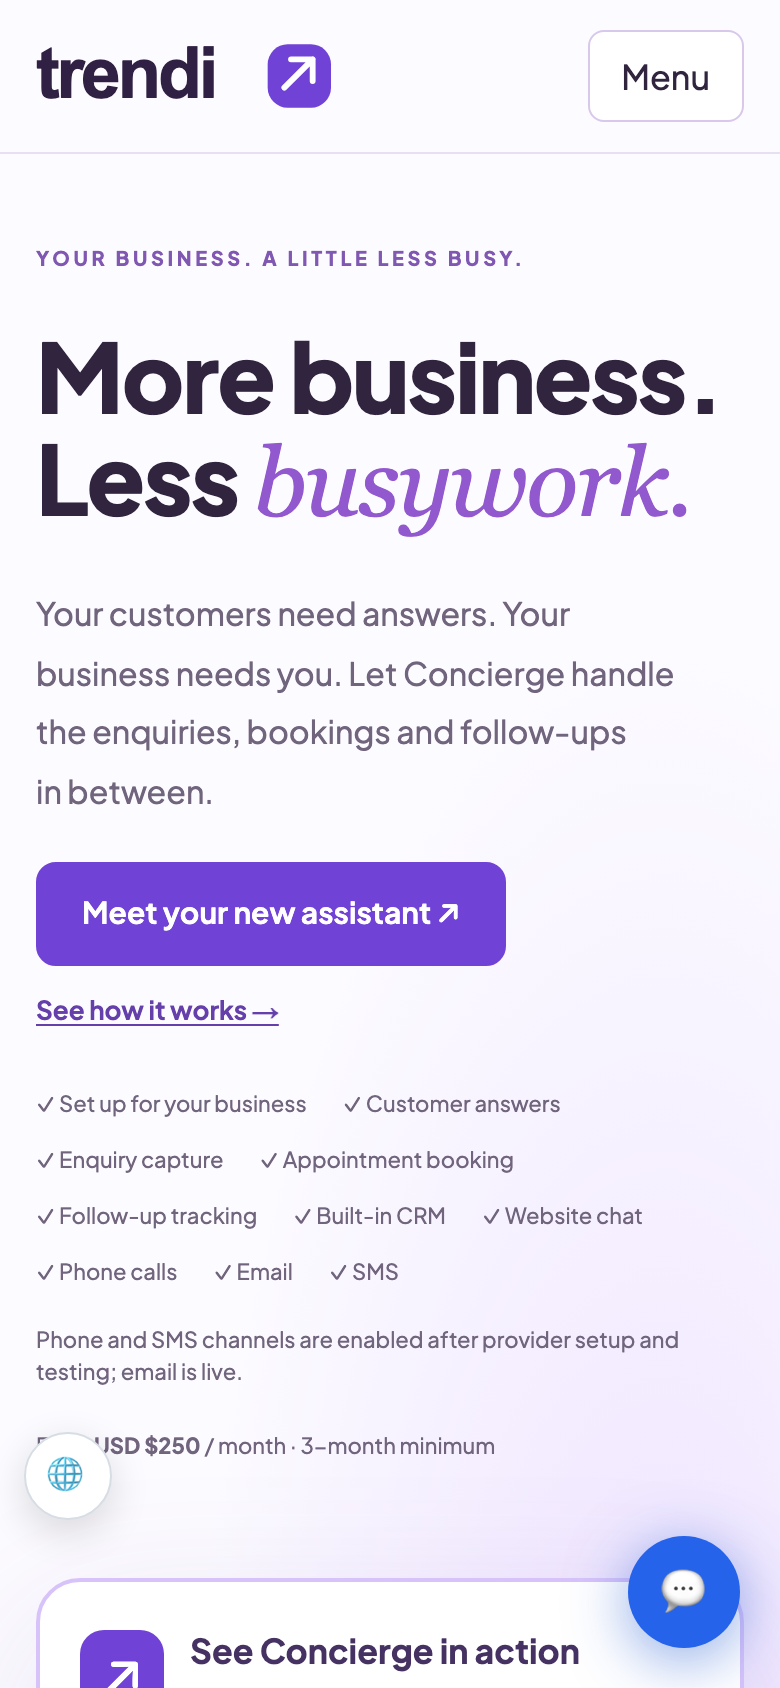 trendi
Menu
YOUR BUSINESS. A LITTLE LESS BUSY.
More business.
Less busywork.
Your customers need answers. Your
business needs you. Let Concierge handle
the enquiries, bookings and follow-ups
in between.
Meet your new assistant ↗
See how it works →
✓ Set up for your business ✓ Customer answers
✓ Enquiry capture ✓ Appointment booking
✓ Follow-up tracking ✓ Built-in CRM ✓ Website chat
✓ Phone calls ✓ Email ✓ SMS
Phone and SMS channels are enabled after provider setup and
testing; email is live.
USD $250 / month · 3-month minimum
See Concierge in action